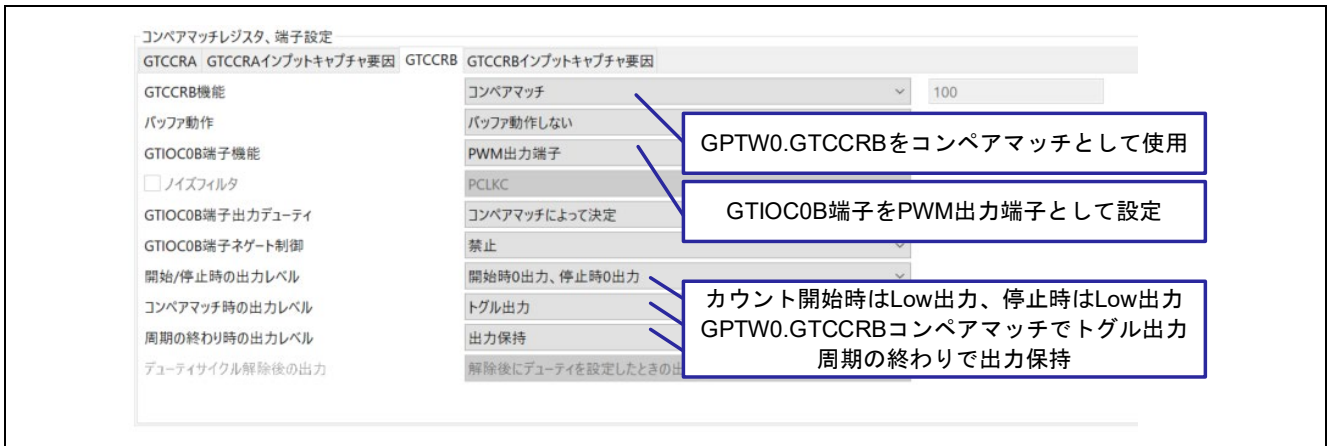 コンペアマッチレジスタ、端子設定
GTCCRA GTCCRAインプットキャプチャ要因 GTCCRB GTCCRBインプットキャプチャ要因
GTCCRB機能 コンペアマッチ 100
バッファ動作 バッファ動作しない
GPTW0.GTCCRBをコンペアマッチとして使用
GTIOC0B端子機能 PWM出力端子
ノイズフィルタ PCLKC
GTIOC0B端子出力デューティ コンペアマッチによって決定
GTIOC0B端子をPWM出力端子として設定
GTIOC0B端子ネゲート制御 禁止
開始/停止時の出力レベル 開始時0出力、停止時0出力
カウント開始時はLow出力、停止時はLow出力
コンペアマッチ時の出力レベル トグル出力
GPTW0.GTCCRBコンペアマッチでトグル出力
周期の終わり時の出力レベル 出力保持
周期の終わりで出力保持
デューティサイクル解除後の出力 解除後にデューティを設定したときの出